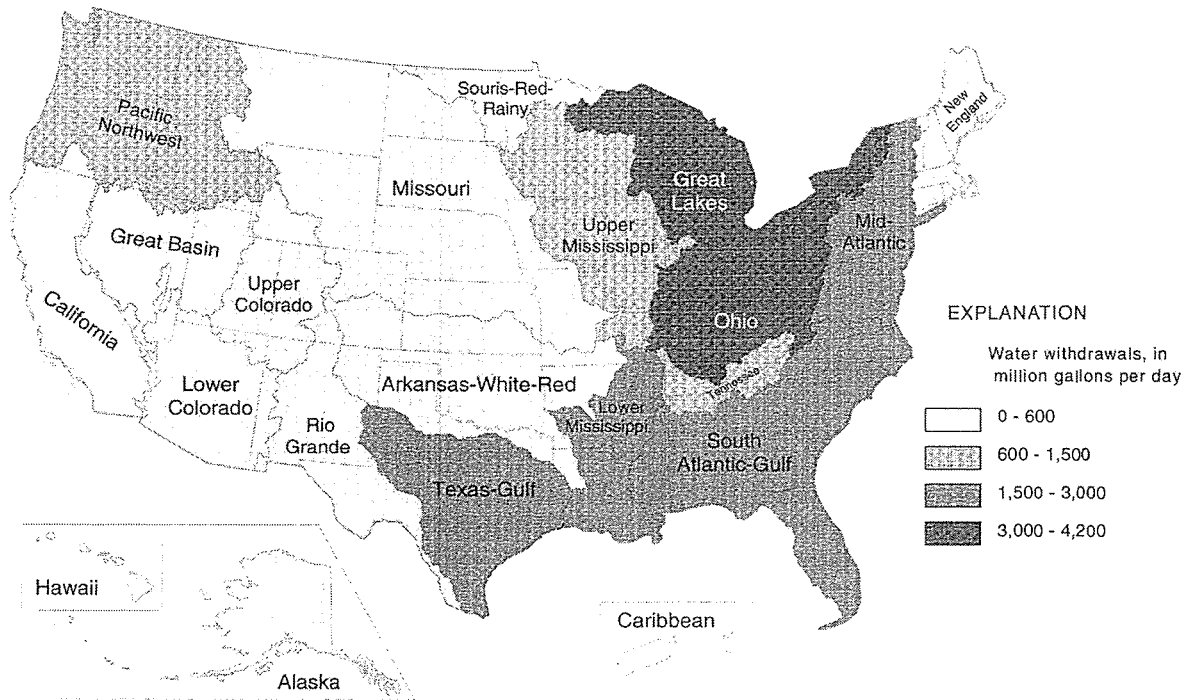 Souris-Red-
Rainy
New
England
Pacific
Northwest
Missouri
Great
Lakes
Upper
Mississippi
Mid-
Atlantic
Great Basin
Upper
Colorado
California
Ohio
Lower
Colorado
Arkansas-White-Red
Tennessee
Rio
Grande
Lower
Mississippi
South
Atlantic-Gulf
Texas-Gulf
Hawaii
Alaska
Caribbean
EXPLANATION
Water withdrawals, in
million gallons per day
0 - 600
600 - 1,500
1,500 - 3,000
3,000 - 4,200